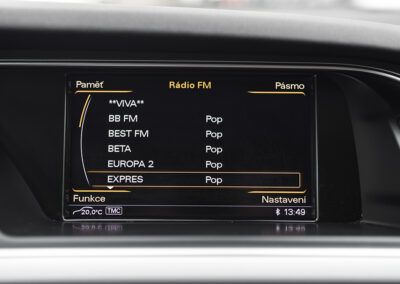 Paměť Rádio FM Pásmo
**VIVA**
BB FM Pop
BEST FM Pop
BETA Pop
EUROPA 2 Pop
EXPRES Pop
Funkce Nastavení
20.0°C TMC 13:49